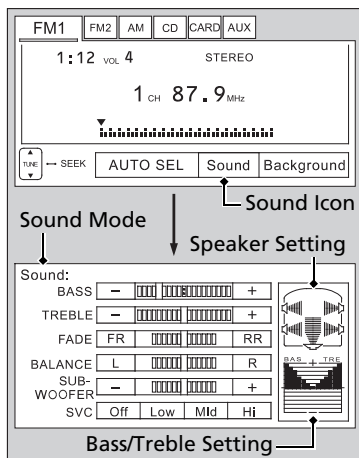 FM1 FM2 AM CD CARD AUX
1:12 VOL 4 STEREO
1 CH 87.9 MHz
TUNE SEEK AUTO SEL Sound Background
Sound Icon
Sound Mode
Speaker Setting
Sound:
BASS - +
TREBLE - +
FADE FR RR
BALANCE L R
SUB-
WOOFER - +
SVC Off Low MId Hi
BAS + TRE
Bass/Treble Setting